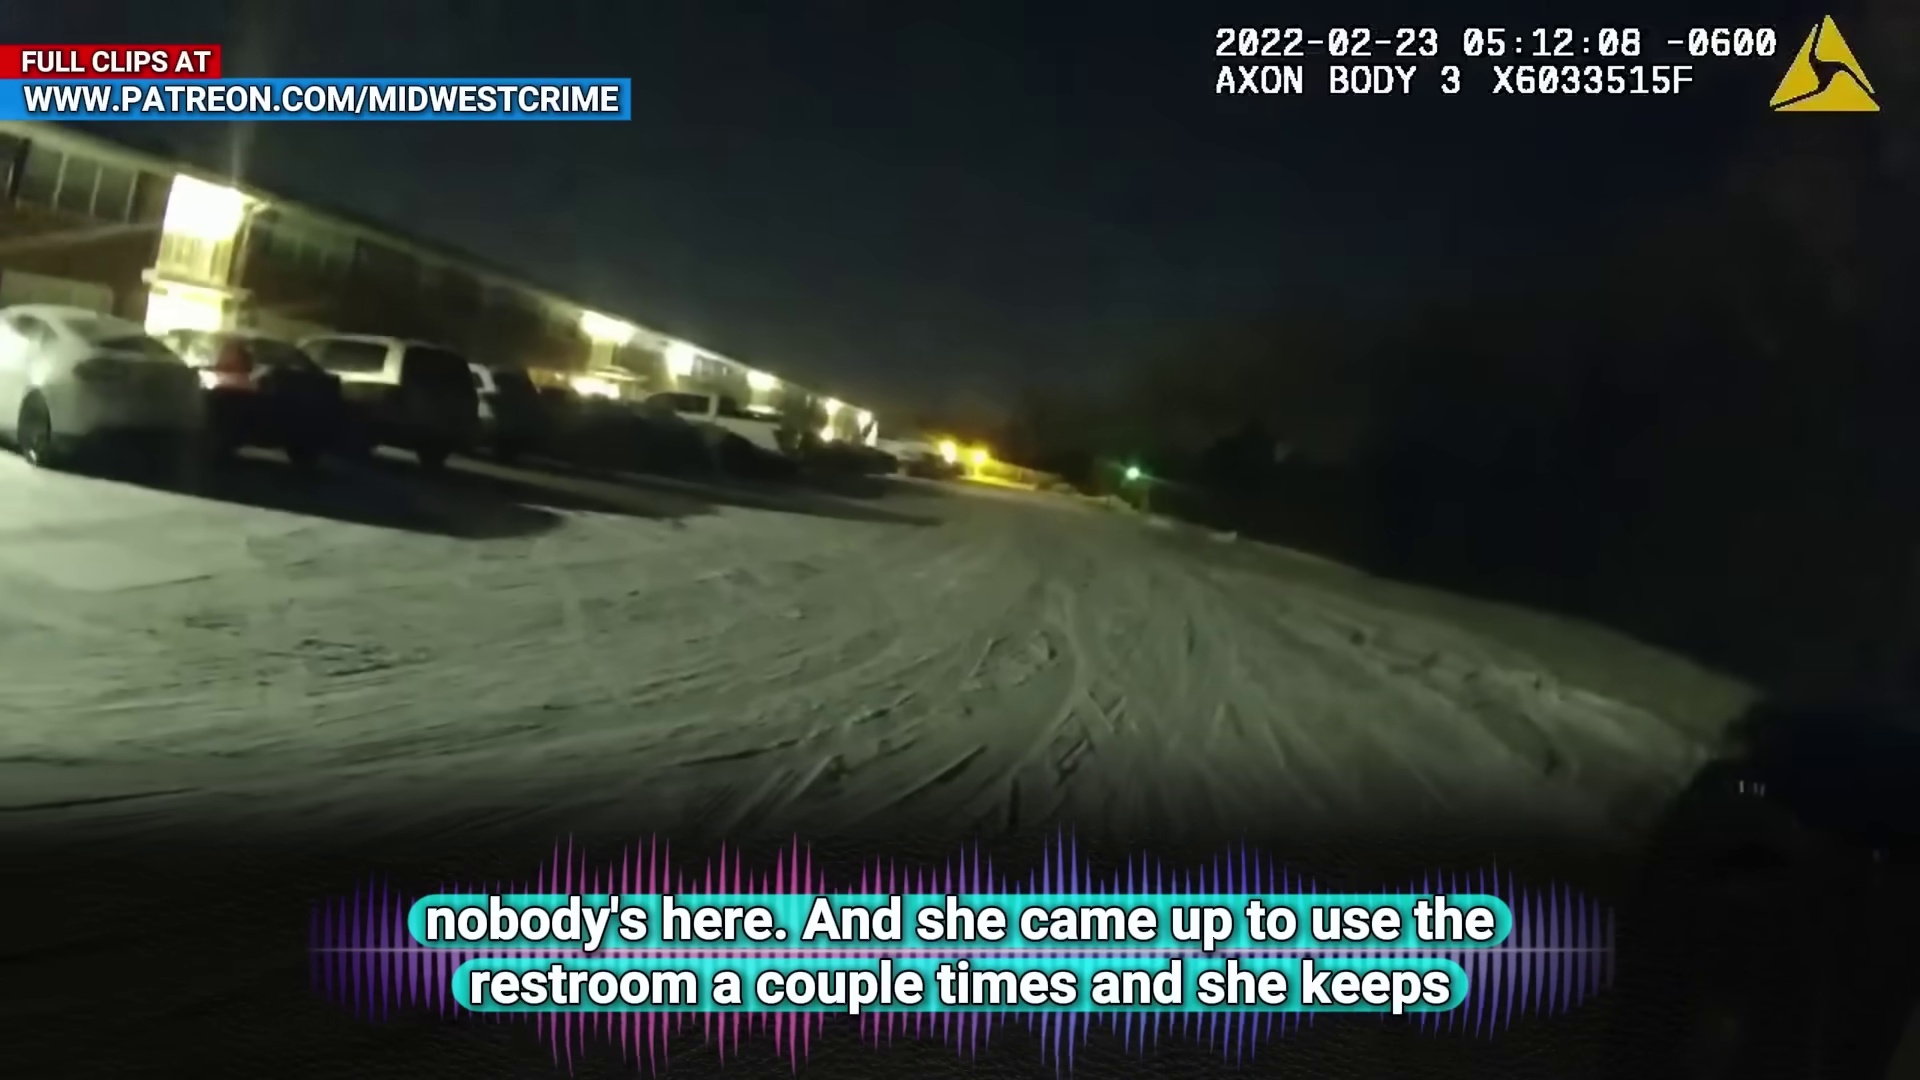 FULL CLIPS AT
WWW.PATREON.COM/MIDWESTCRIME
2022-02-23 05:12:08 -0600
AXON BODY 3 X6033515F
nobody's here. And she came up to use the
restroom a couple times and she keeps